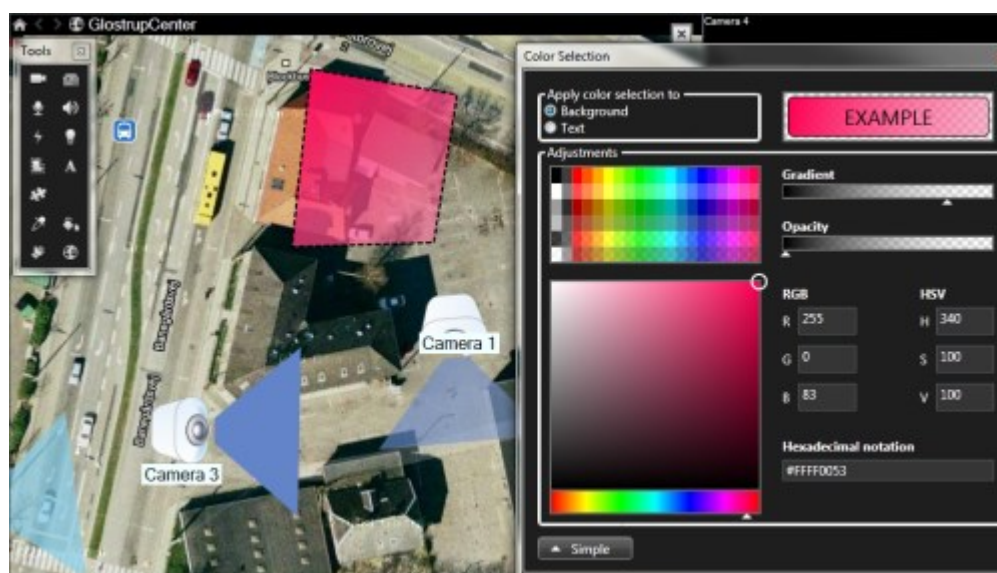 GlostrupCenter
Camera 4
Tools
A
Camera 1
Camera 3
Color Selection
Apply color selection to
Background
Text
EXAMPLE
Adjustments
Gradient
Opacity
RGB
HSV
R 255
H 340
G 0
S 100
B 83
V 100
Hexadecimal notation
#FFFF0053
Simple